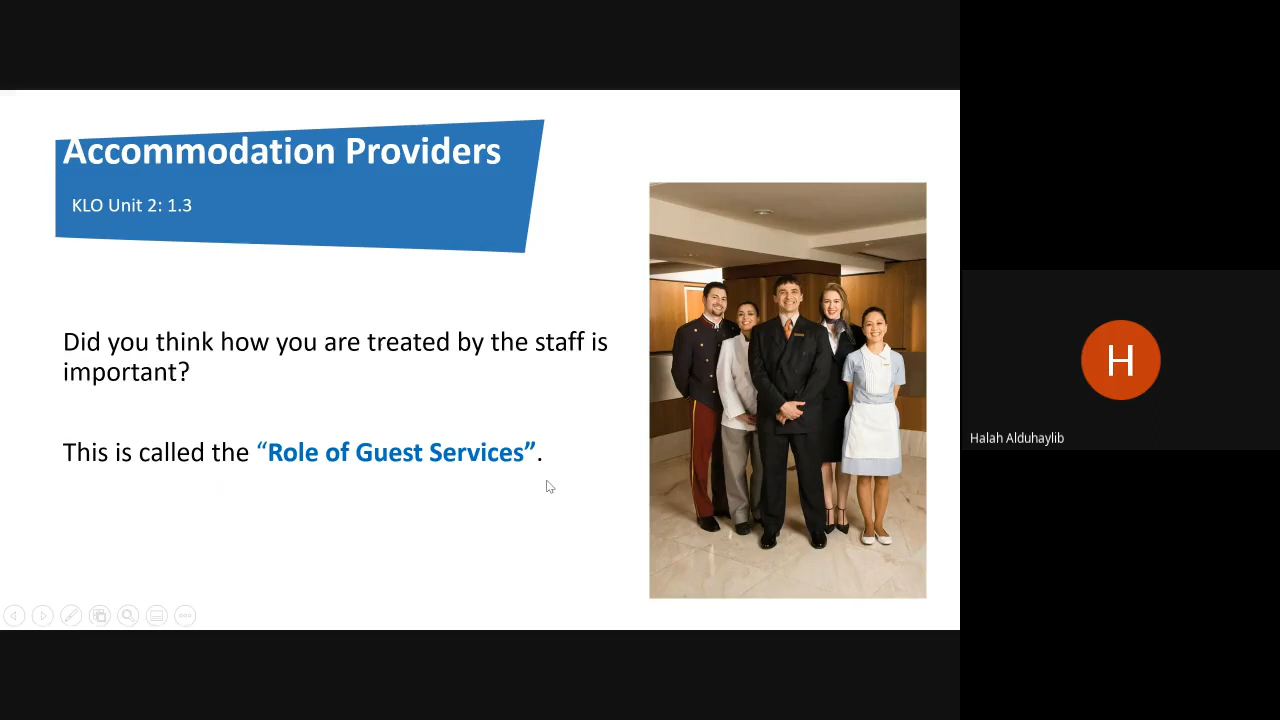 Accommodation Providers
KLO Unit 2: 1.3
Did you think how you are treated by the staff is
important?
This is called the “Role of Guest Services”.
H
Halah Alduhaylib